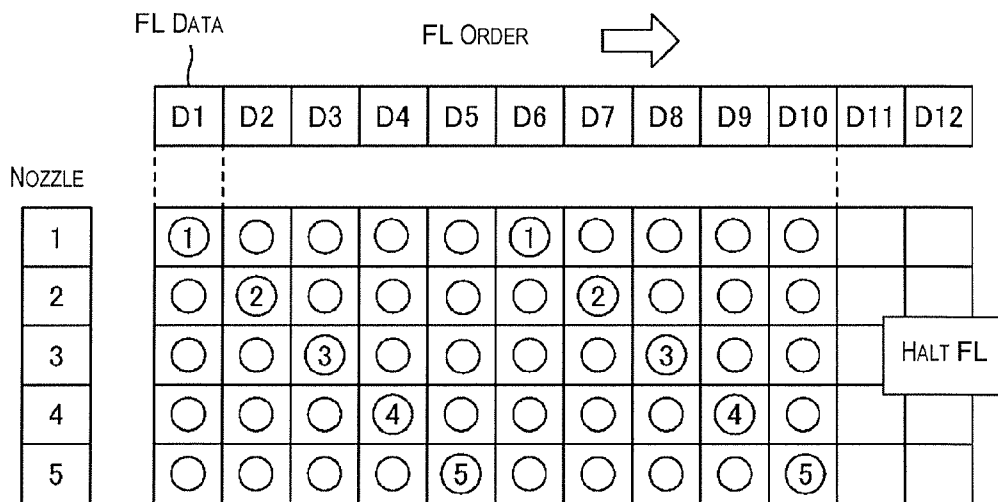 FL DATA
FL ORDER
D1 D2 D3 D4 D5 D6 D7 D8 D9 D10 D11 D12
NOZZLE
1 1 1
2 2 2
3 3 3 HALT FL
4 4 4
5 5 5